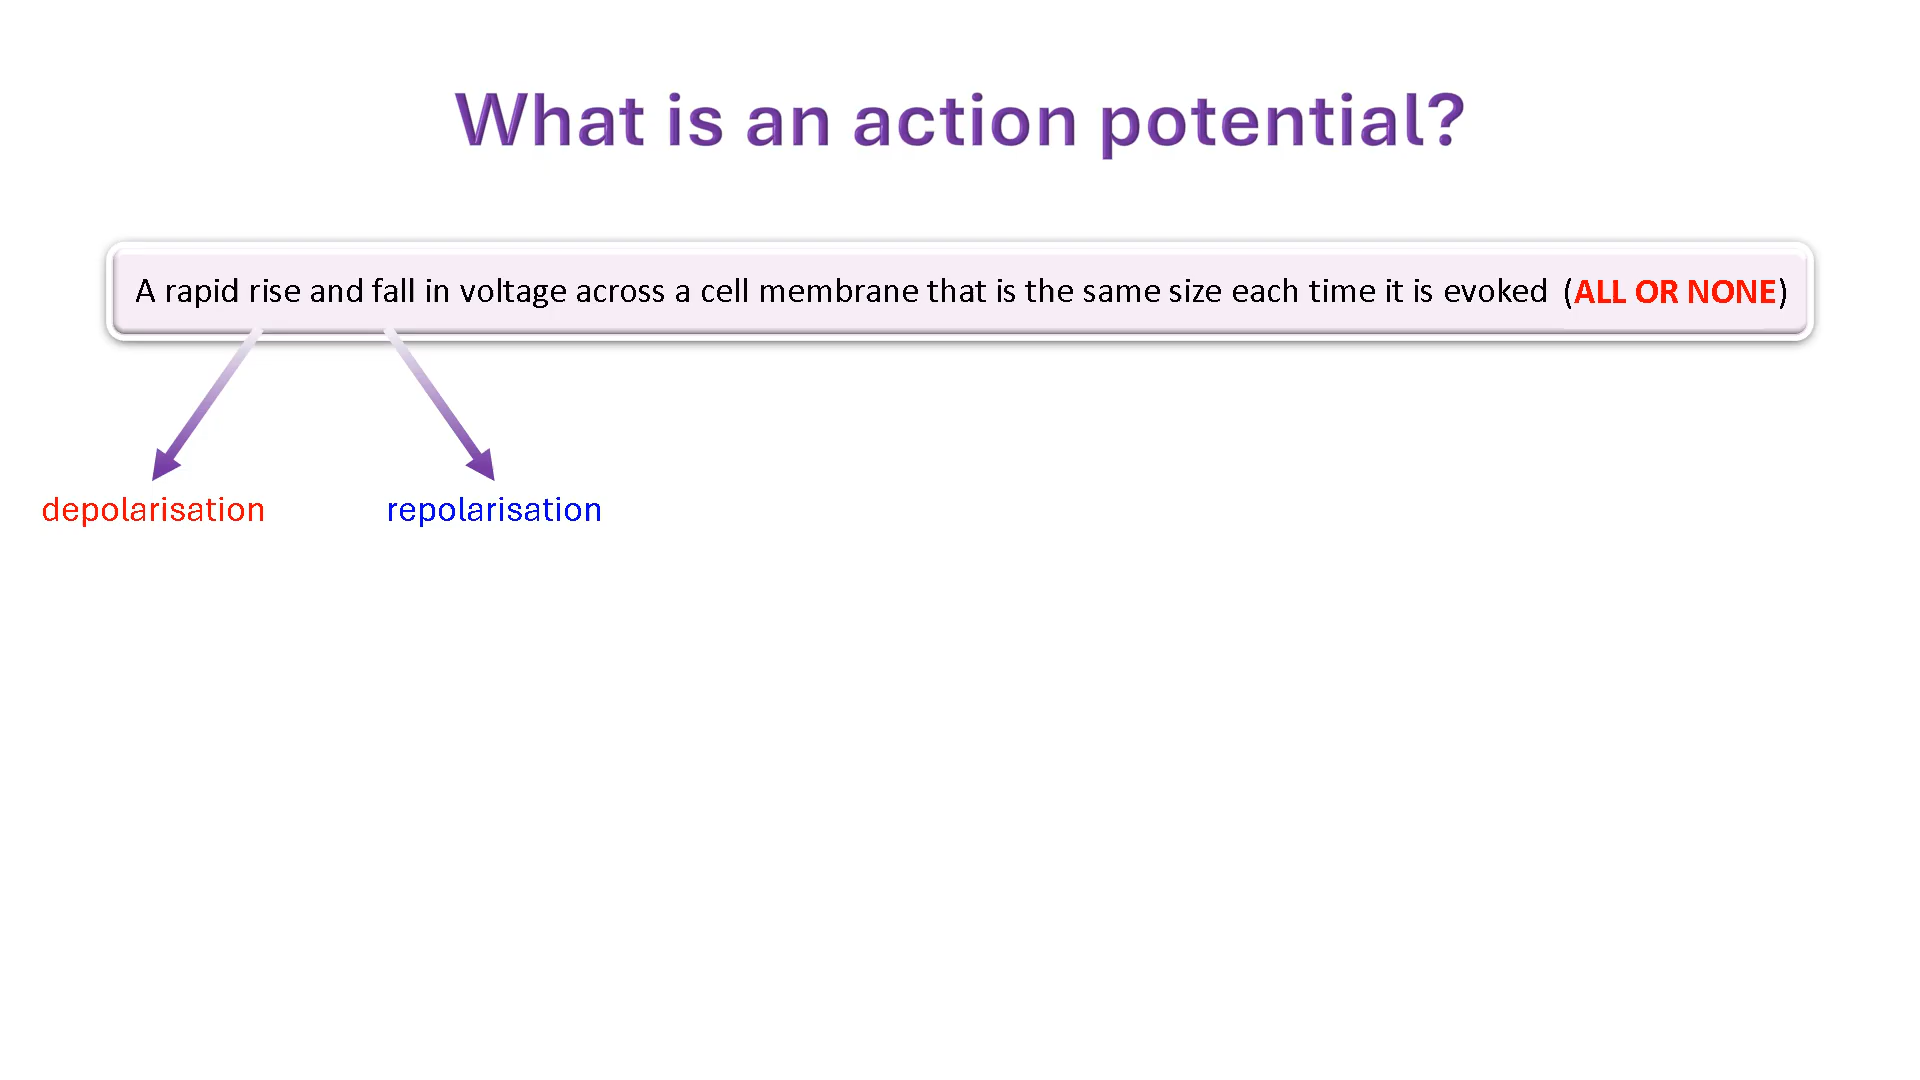 What is an action potential?
A rapid rise and fall in voltage across a cell membrane that is the same size each time it is evoked (ALL OR NONE)
depolarisation repolarisation